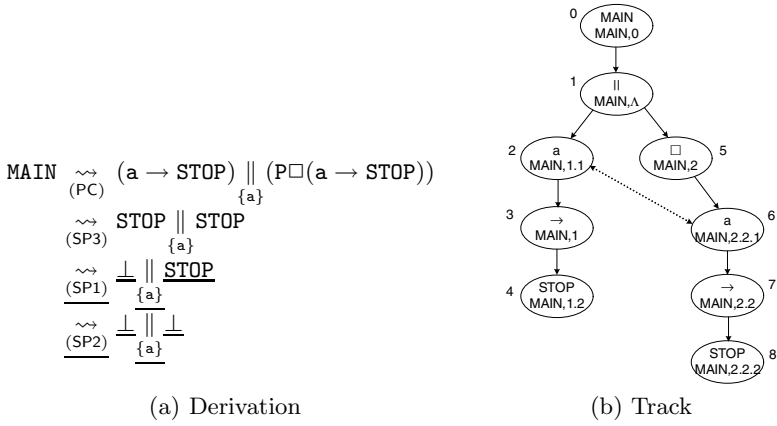 MAIN ⇝ (PC) (a → STOP) ∥ {a} (P□(a → STOP))
⇝ (SP3) STOP ∥ {a} STOP
⇝ (SP1) ⊥ ∥ {a} STOP
⇝ (SP2) ⊥ ∥ {a} ⊥
(a) Derivation
0
MAIN
MAIN,0
1
||
MAIN,Λ
2
a
MAIN,1.1
□
MAIN,2
5
3
→
MAIN,1
a
MAIN,2.2.1
6
4
STOP
MAIN,1.2
→
MAIN,2.2
7
STOP
MAIN,2.2.2
8
(b) Track